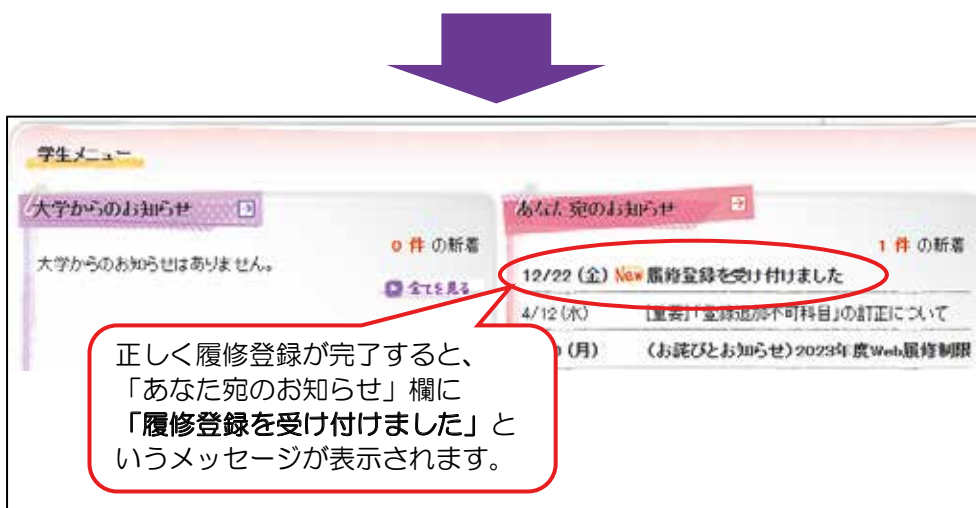 学生メニュー
大学からのお知らせ
0 件 の新着
大学からのお知らせはありません。
全てを見る
あなた 宛のお知らせ
1 件 の新着
12/22 (金) New 履修登録を受け付けました
4/12 (水) 【重要】「登録追加不可科目」の訂正について
(月) (お詫びとお知らせ)2023年度Web履修制限
正しく履修登録が完了すると、
「あなた宛のお知らせ」欄に
「履修登録を受け付けました」と
いうメッセージが表示されます。